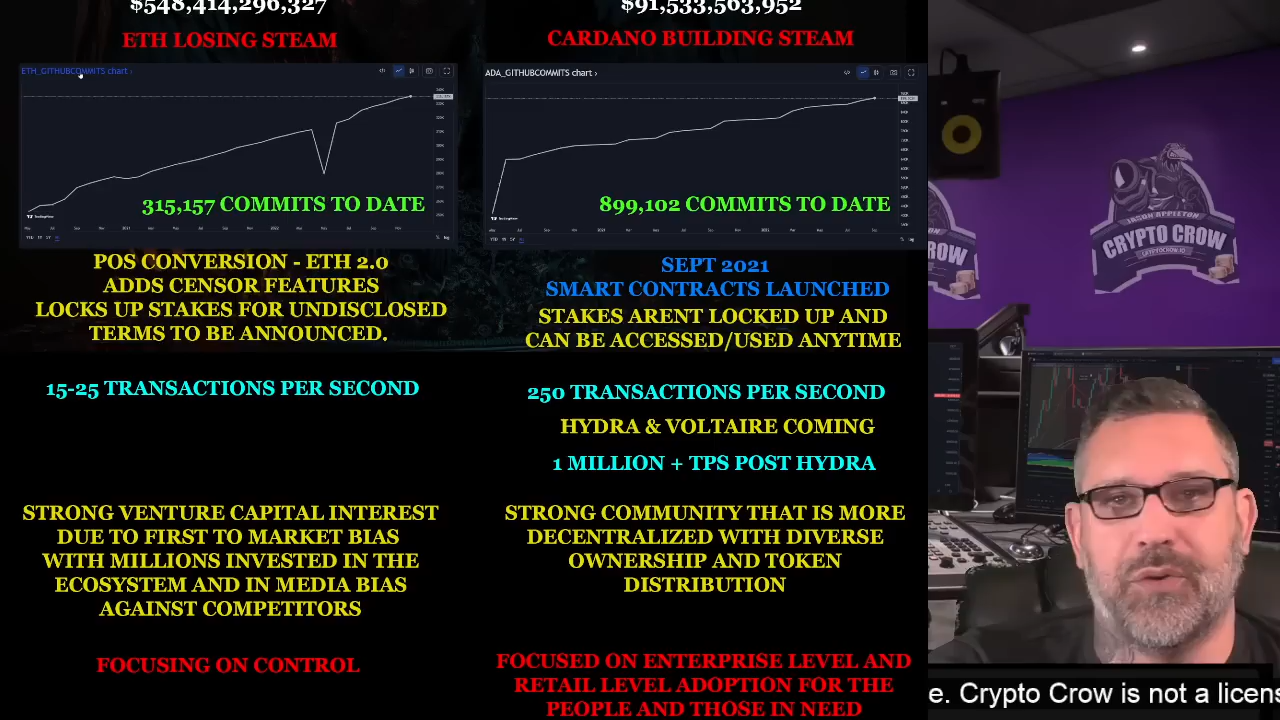 $548,414,296,327
ETH LOSING STEAM
ETH_GITHUBCOMMITS chart ›
315,157 COMMITS TO DATE
TradingView
POS CONVERSION - ETH 2.0
ADDS CENSOR FEATURES
LOCKS UP STAKES FOR UNDISCLOSED
TERMS TO BE ANNOUNCED.
15-25 TRANSACTIONS PER SECOND
STRONG VENTURE CAPITAL INTEREST
DUE TO FIRST TO MARKET BIAS
WITH MILLIONS INVESTED IN THE
ECOSYSTEM AND IN MEDIA BIAS
AGAINST COMPETITORS
FOCUSING ON CONTROL
$91,533,563,952
CARDANO BUILDING STEAM
ADA_GITHUBCOMMITS chart ›
899,102 COMMITS TO DATE
TradingView
SEPT 2021
SMART CONTRACTS LAUNCHED
STAKES ARENT LOCKED UP AND
CAN BE ACCESSED/USED ANYTIME
250 TRANSACTIONS PER SECOND
HYDRA & VOLTAIRE COMING
1 MILLION + TPS POST HYDRA
STRONG COMMUNITY THAT IS MORE
DECENTRALIZED WITH DIVERSE
OWNERSHIP AND TOKEN
DISTRIBUTION
FOCUSED ON ENTERPRISE LEVEL AND
RETAIL LEVEL ADOPTION FOR THE
PEOPLE AND THOSE IN NEED
JASON APPLETON
CRYPTO CROW
CRYPTOCROW.IO
e. Crypto Crow is not a licens